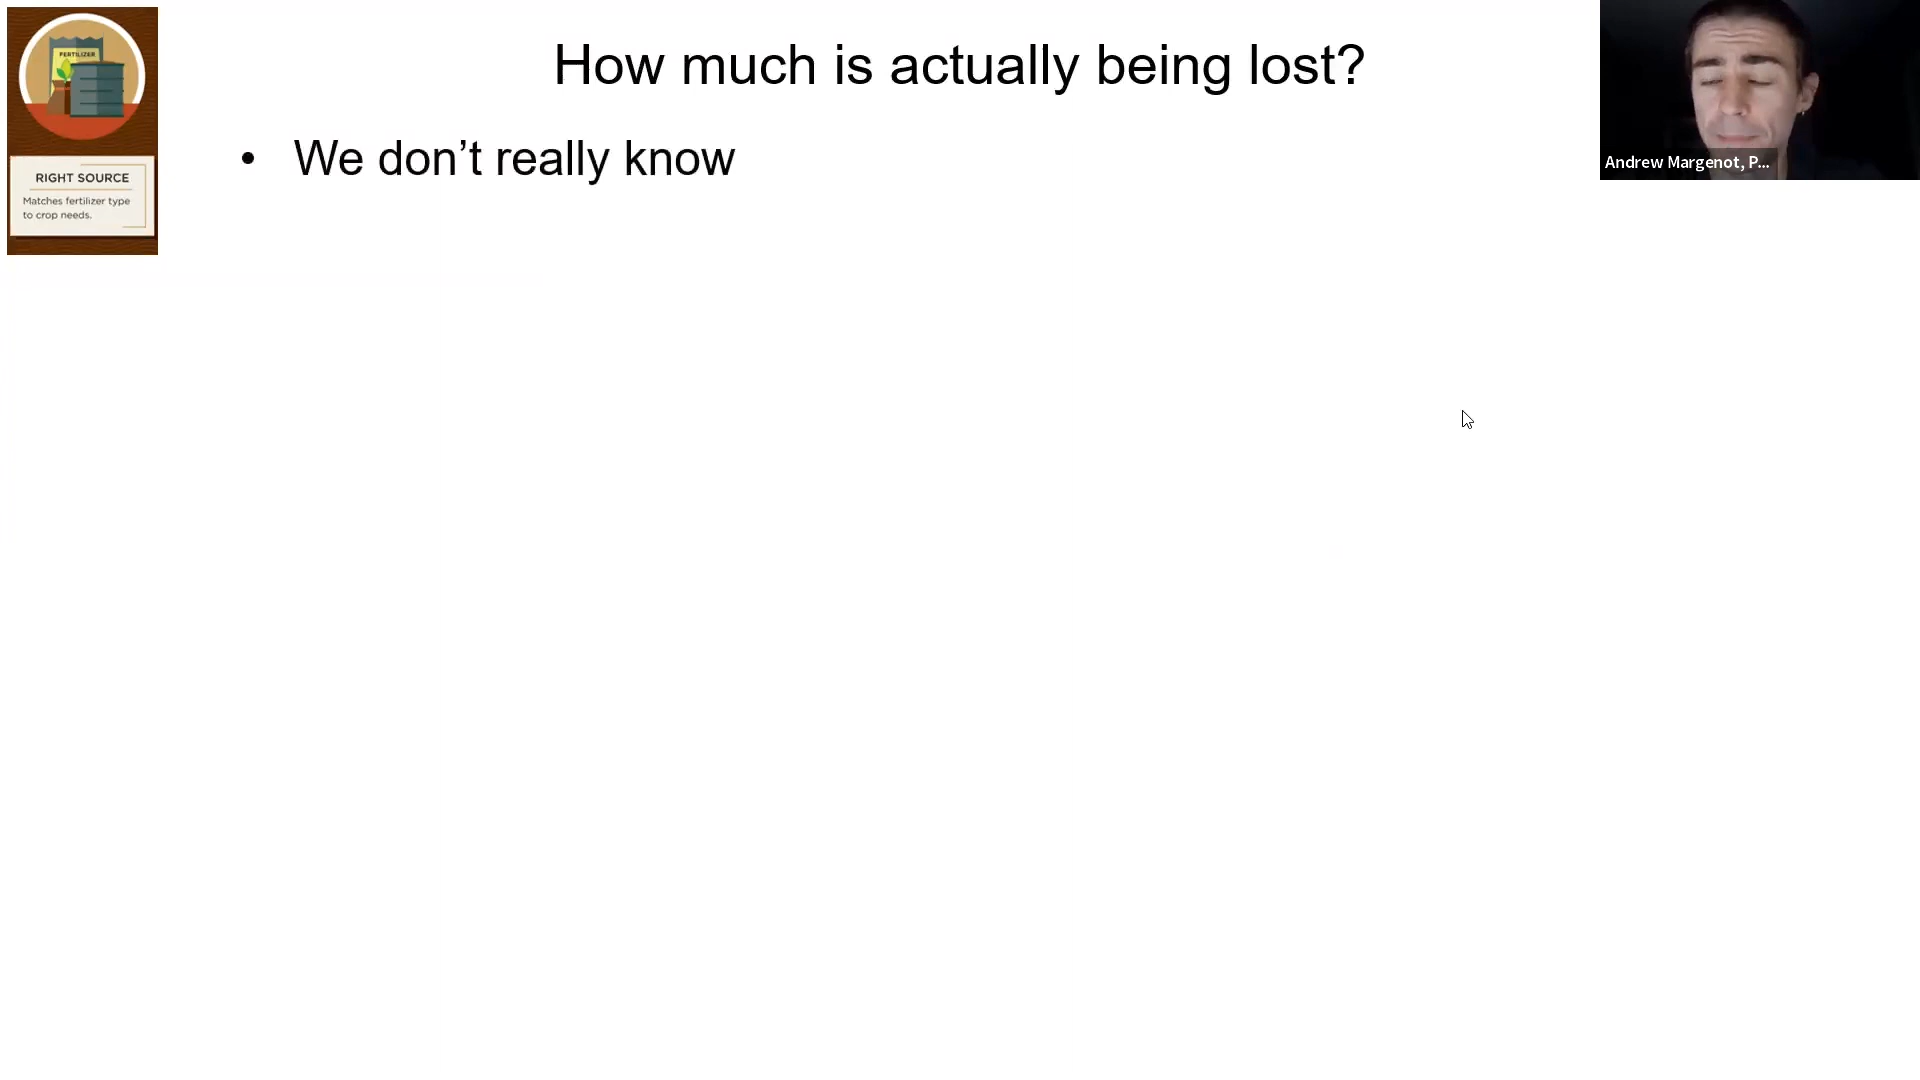 How much is actually being lost?
• We don’t really know
FERTILIZER
RIGHT SOURCE
Matches fertilizer type
to crop needs.
Andrew Margenot, P...